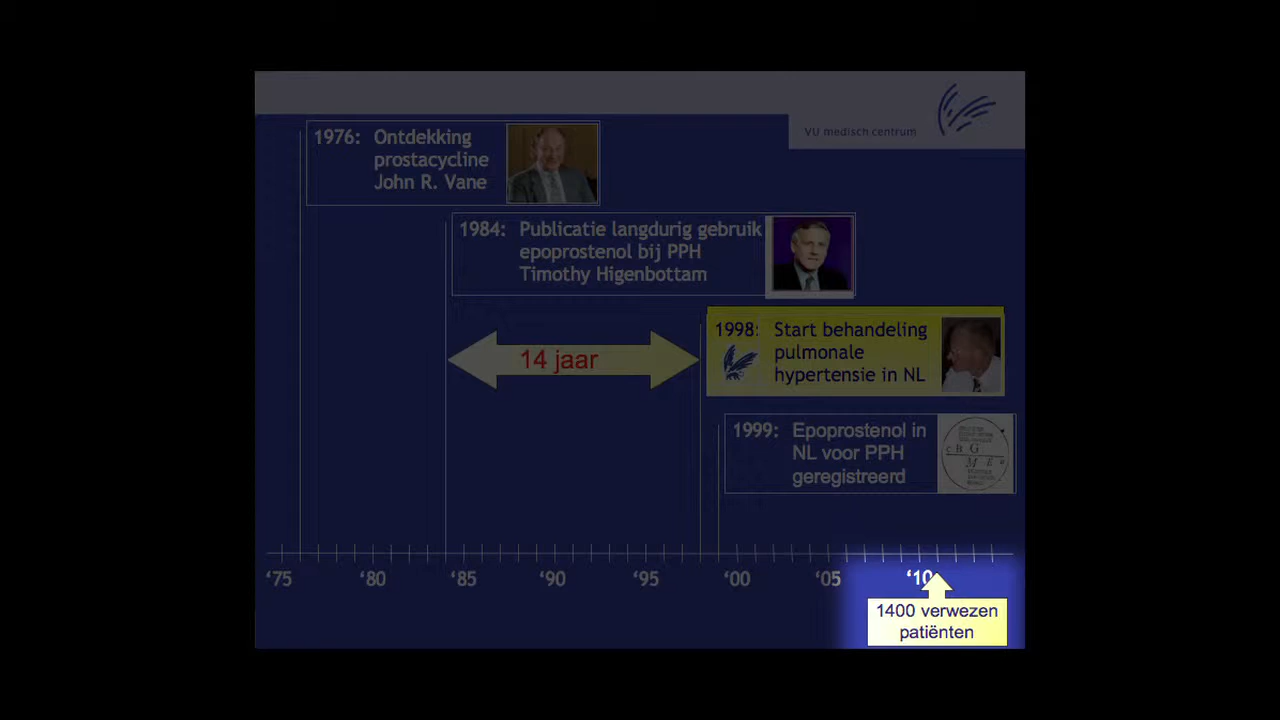 VU medisch centrum
1976: Ontdekking
prostacycline
John R. Vane
1984: Publicatie langdurig gebruik
epoprostenol bij PPH
Timothy Higenbottam
14 jaar
1998: Start behandeling
pulmonale
hypertensie in NL
1999: Epoprostenol in
NL voor PPH
geregistreerd
C B G
M E
‘75 ‘80 ‘85 ‘90 ‘95 ‘00 ‘05 ‘10
1400 verwezen
patiënten